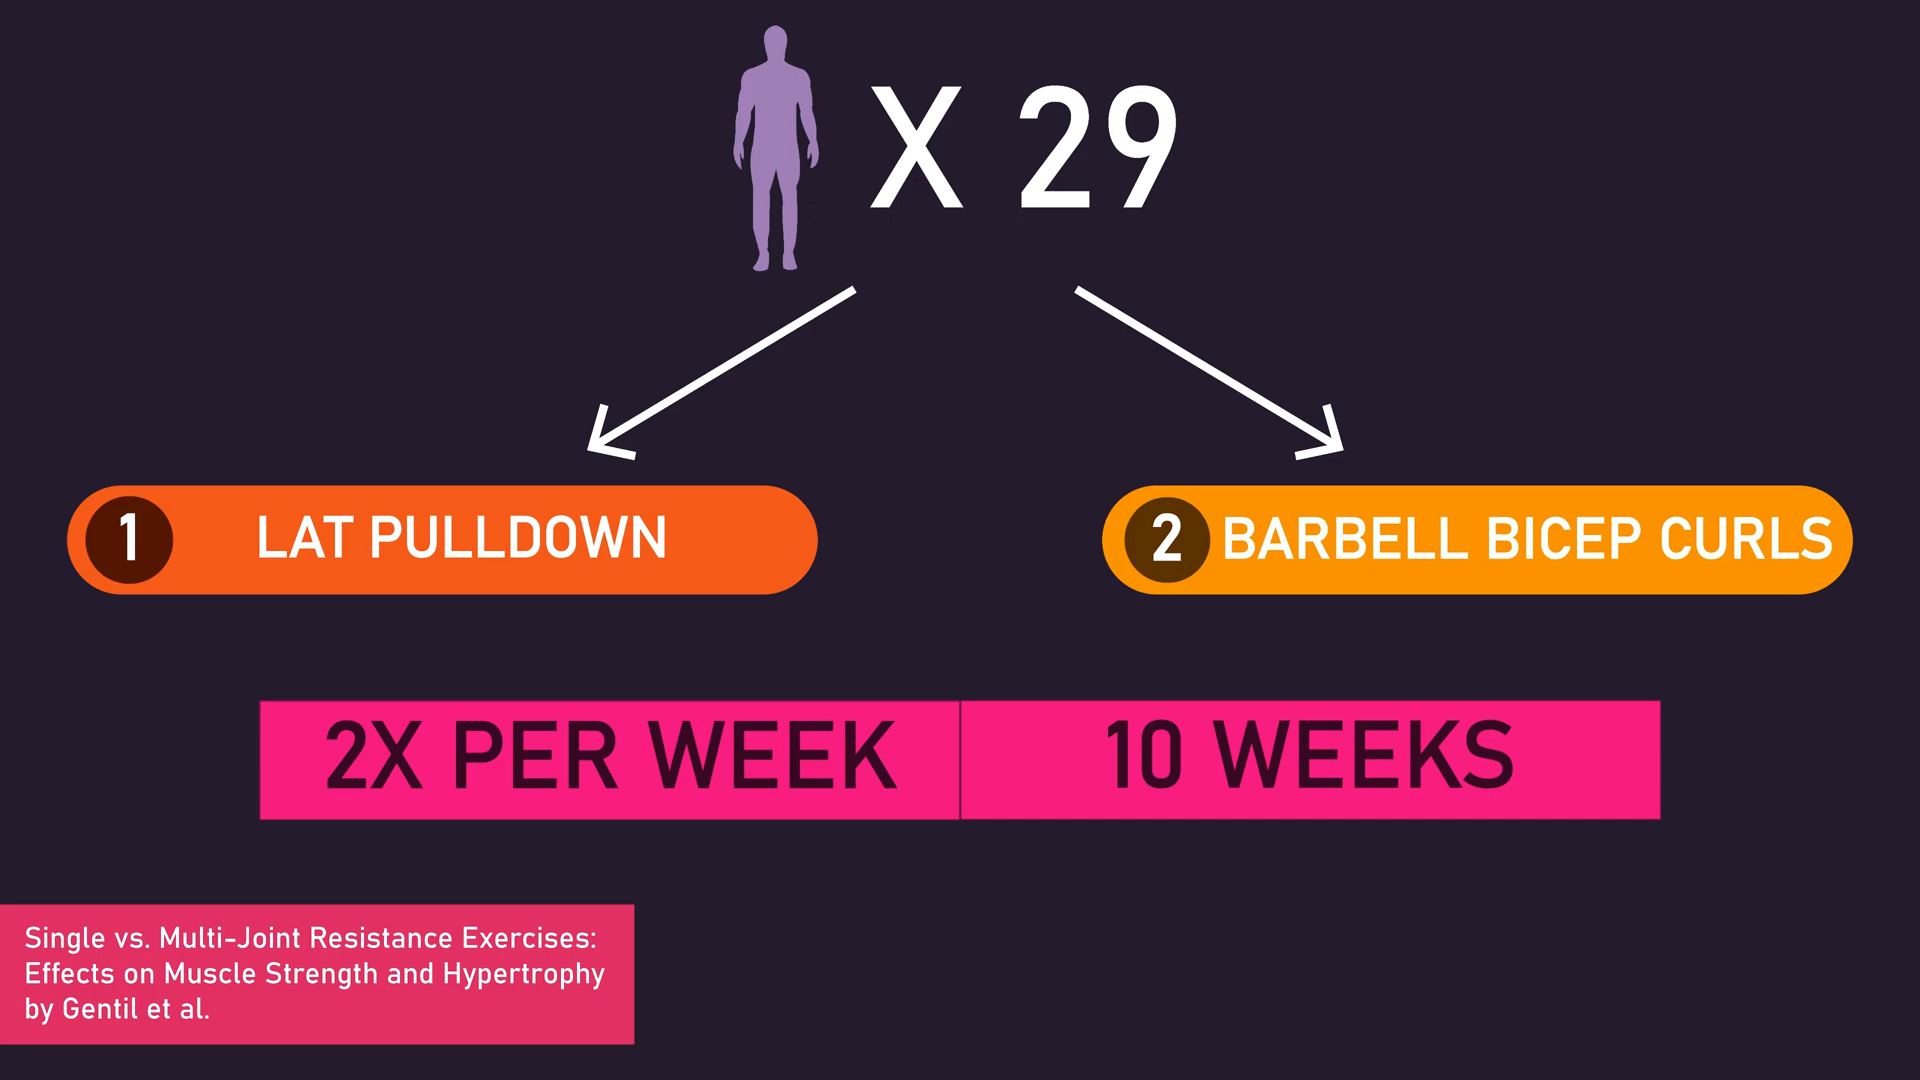 X 29
1 LAT PULLDOWN
2 BARBELL BICEP CURLS
2X PER WEEK
10 WEEKS
Single vs. Multi-Joint Resistance Exercises:
Effects on Muscle Strength and Hypertrophy
by Gentil et al.